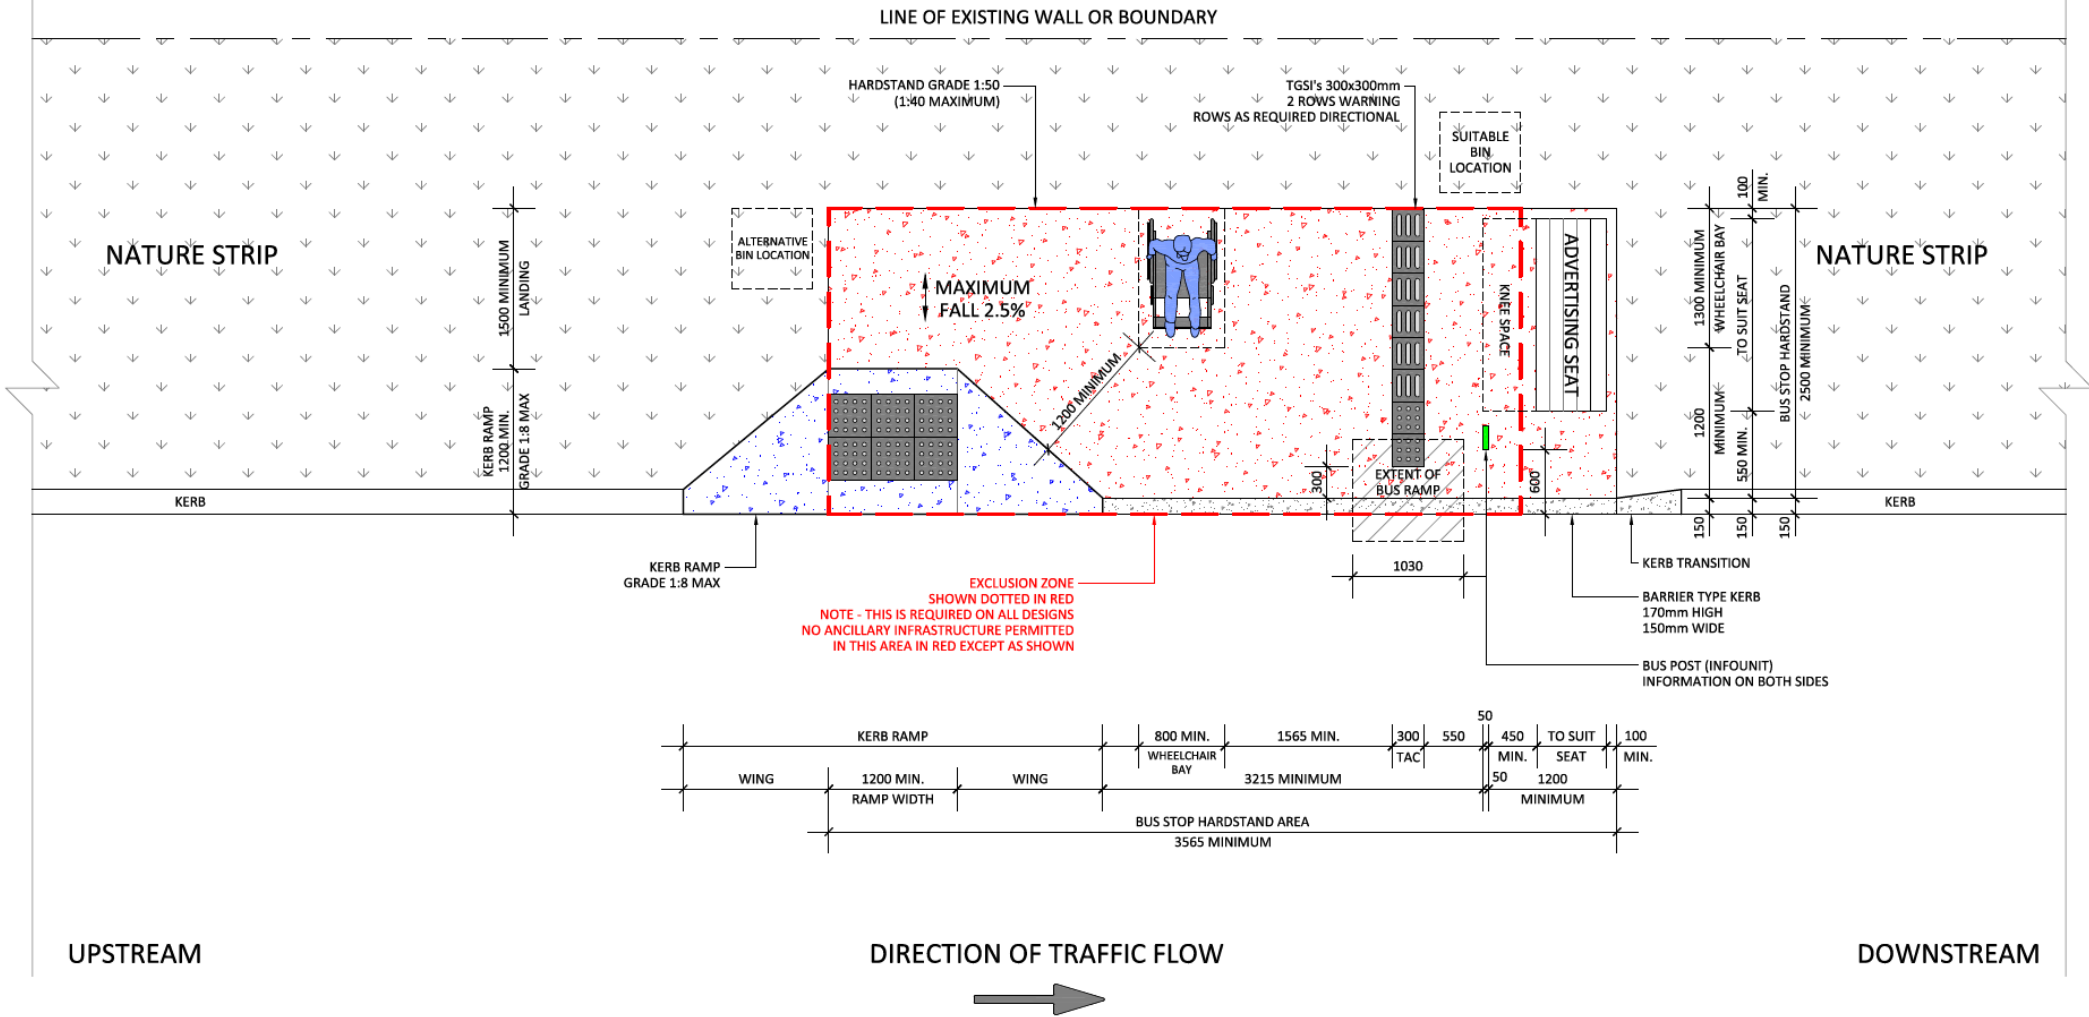 LINE OF EXISTING WALL OR BOUNDARY
HARDSTAND GRADE 1:50
(1:40 MAXIMUM)
TGSI's 300x300mm
2 ROWS WARNING
ROWS AS REQUIRED DIRECTIONAL
SUITABLE
BIN
LOCATION
100
MIN.
NATURE STRIP
1500 MINIMUM
LANDING
ALTERNATIVE
BIN LOCATION
MAXIMUM
FALL 2.5%
KNEE SPACE
ADVERTISING SEAT
1300 MINIMUM
WHEELCHAIR BAY
TO SUIT SEAT
BUS STOP HARDSTAND
2500 MINIMUM
NATURE STRIP
1200 MINIMUM
KERB RAMP
1200 MIN.
GRADE 1:8 MAX
1200
MINIMUM
550 MIN.
300
EXTENT OF
BUS RAMP
600
KERB
KERB
150
150
150
KERB RAMP
GRADE 1:8 MAX
EXCLUSION ZONE
SHOWN DOTTED IN RED
NOTE - THIS IS REQUIRED ON ALL DESIGNS
NO ANCILLARY INFRASTRUCTURE PERMITTED
IN THIS AREA IN RED EXCEPT AS SHOWN
1030
KERB TRANSITION
BARRIER TYPE KERB
170mm HIGH
150mm WIDE
BUS POST (INFOUNIT)
INFORMATION ON BOTH SIDES
50
KERB RAMP
800 MIN.
WHEELCHAIR
BAY
1565 MIN.
300
TAC
550
450
MIN.
TO SUIT
SEAT
100
MIN.
WING
1200 MIN.
RAMP WIDTH
WING
3215 MINIMUM
50
1200
MINIMUM
BUS STOP HARDSTAND AREA
3565 MINIMUM
UPSTREAM
DIRECTION OF TRAFFIC FLOW
DOWNSTREAM